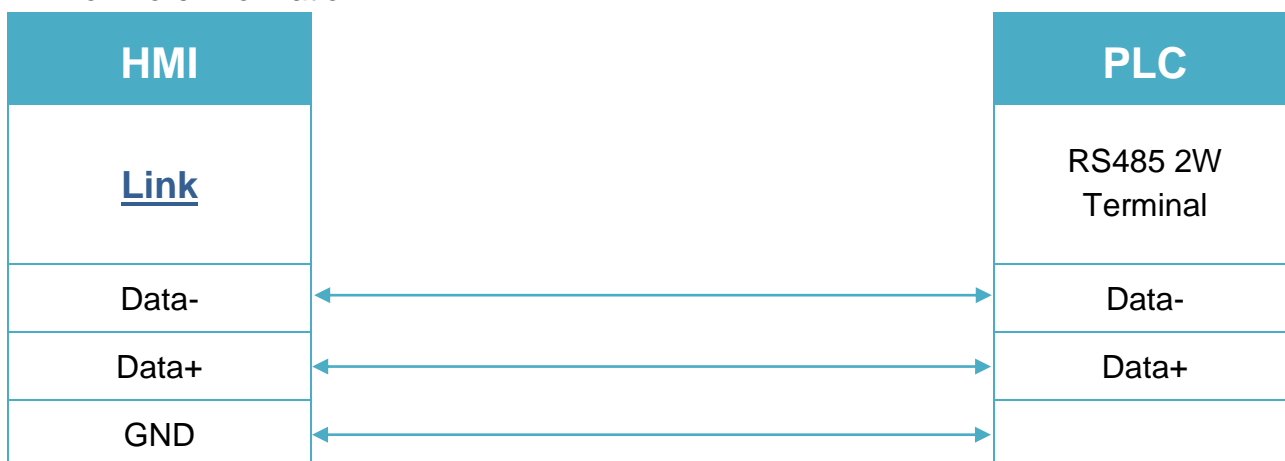 HMI
PLC
Link
RS485 2W
Terminal
Data-
Data-
Data+
Data+
GND